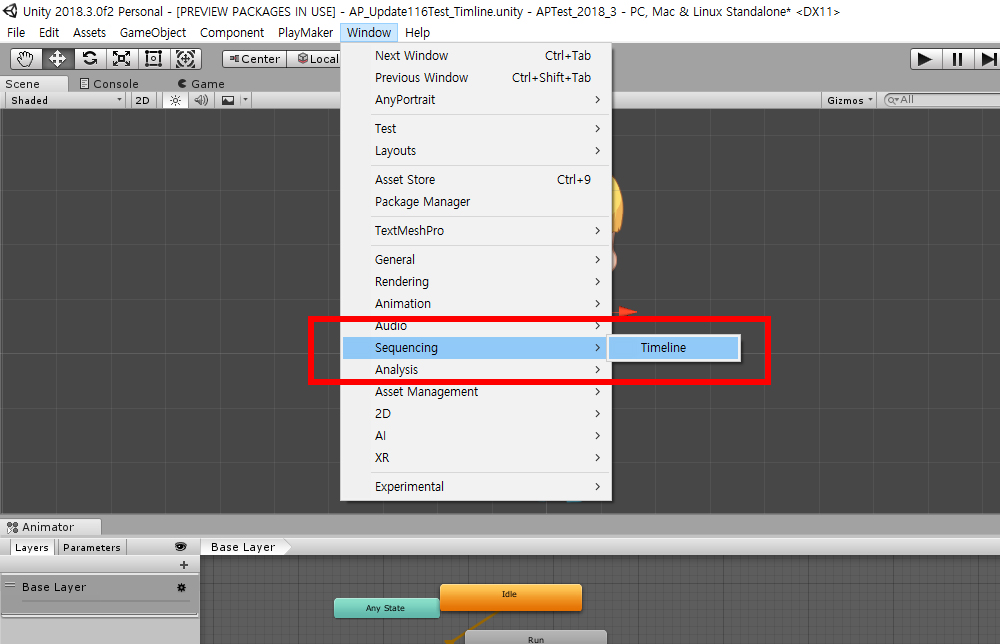 Unity 2018.3.0f2 Personal - [PREVIEW PACKAGES IN USE] - AP_Update116Test_Timline.unity - APTest_2018_3 - PC, Mac & Linux Standalone* <DX11>
File Edit Assets GameObject Component PlayMaker Window Help
Center Local
Scene Console Game
Shaded 2D Gizmos All
Next Window Ctrl+Tab
Previous Window Ctrl+Shift+Tab
AnyPortrait
Test
Layouts
Asset Store Ctrl+9
Package Manager
TextMeshPro
General
Rendering
Animation
Audio
Sequencing Timeline
Analysis
Asset Management
2D
AI
XR
Experimental
Animator
Layers Parameters Base Layer
Base Layer
Idle
Any State
Run